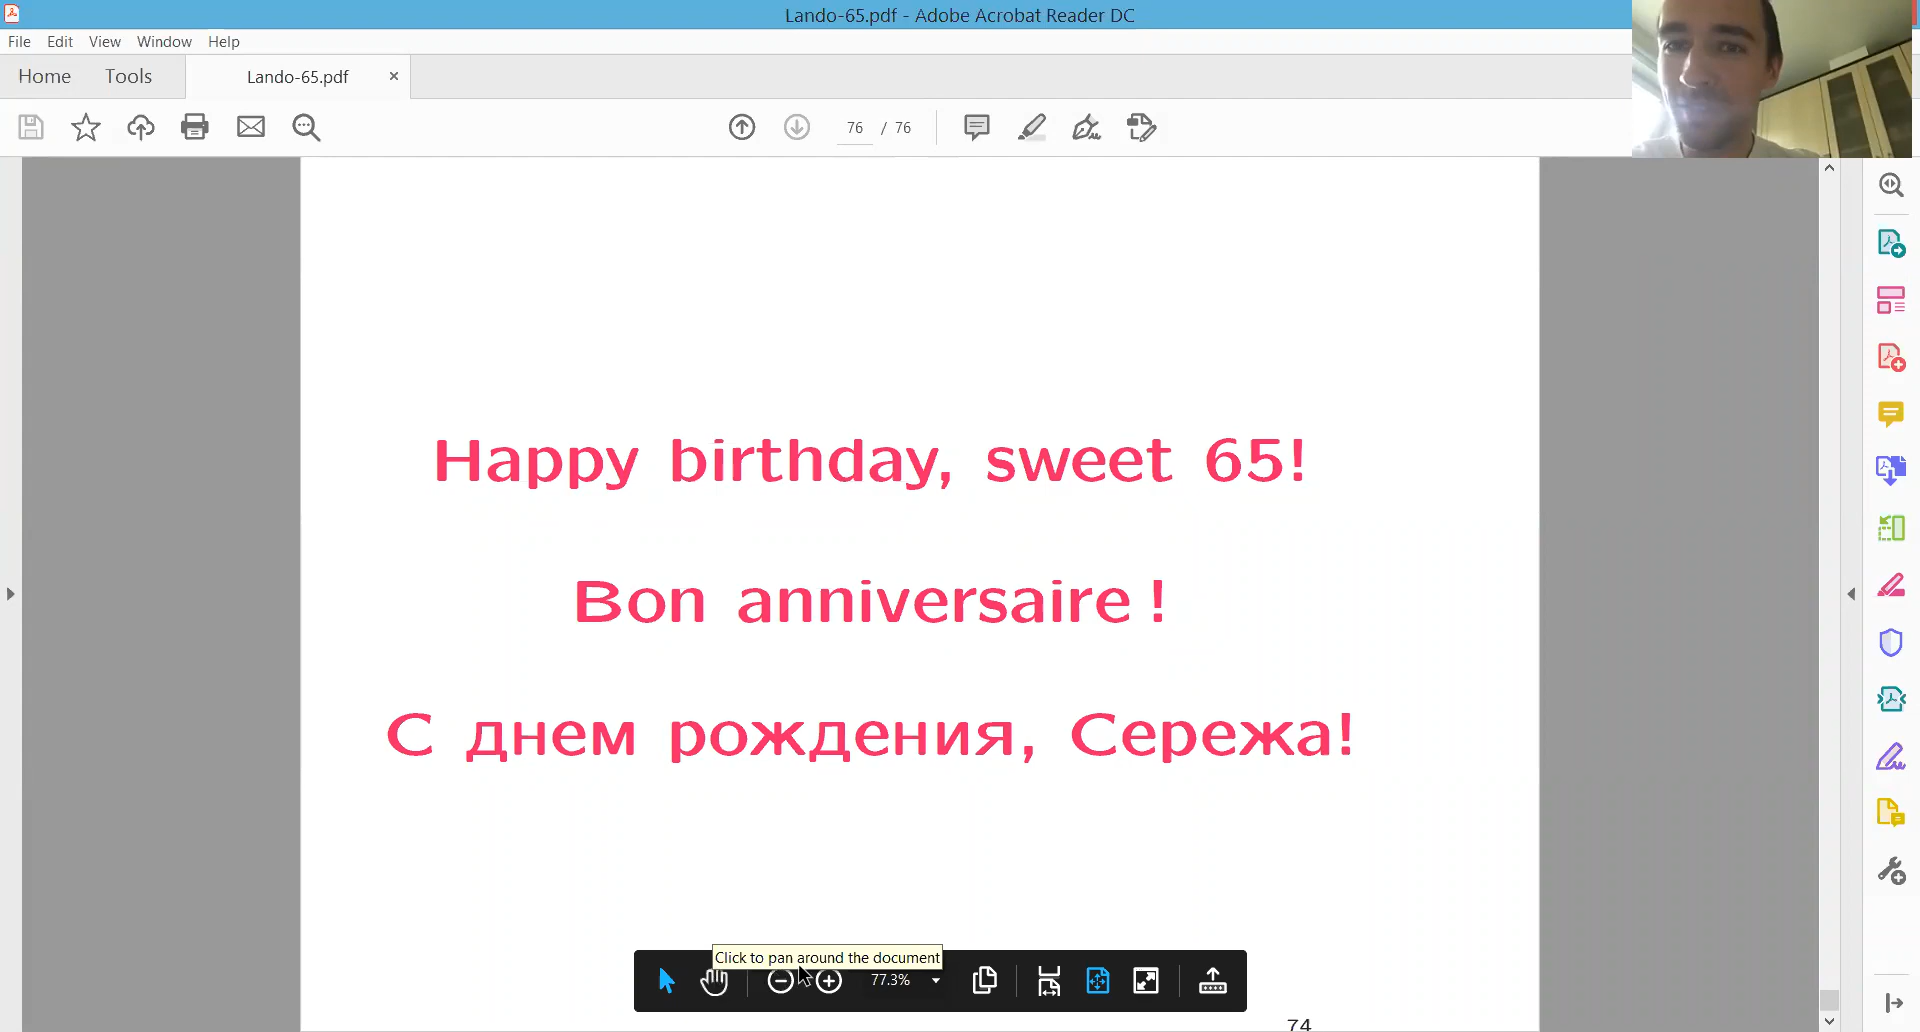 Lando-65.pdf - Adobe Acrobat Reader DC
File Edit View Window Help
Home Tools Lando-65.pdf ×
76 / 76
Happy birthday, sweet 65!
Bon anniversaire !
С днем рождения, Сережа!
Click to pan around the document
77.3%
74